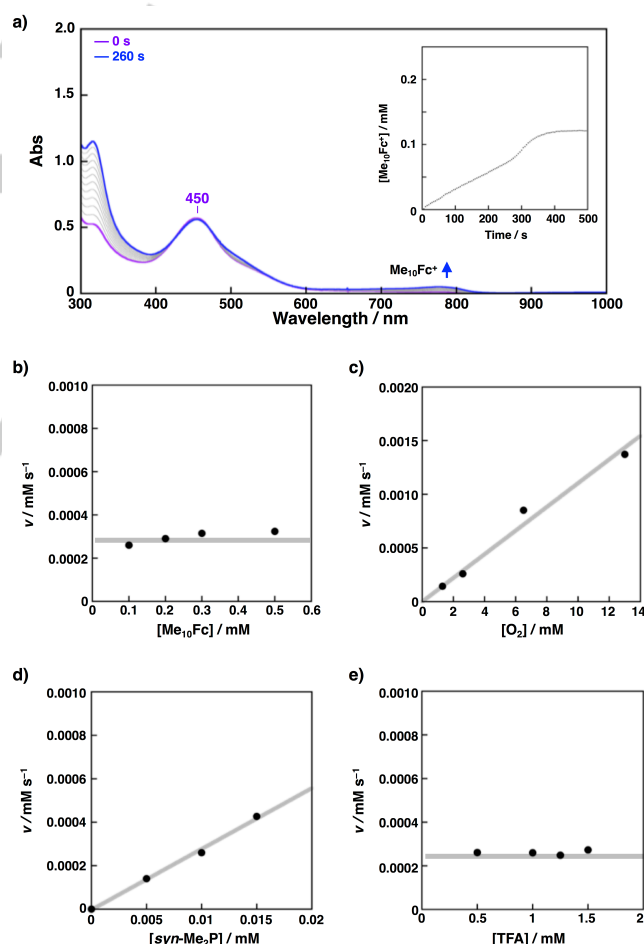 a)
2.0
1.5
1.0
0.5
0
Abs
0 s
260 s
450
Me₁₀Fc⁺
300 400 500 600 700 800 900 1000
Wavelength / nm
0.2
0.1
0
[Me₁₀Fc⁺] / mM
0 100 200 300 400 500
Time / s
b)
0.0010
0.0008
0.0006
0.0004
0.0002
0
v / mM s⁻¹
0 0.1 0.2 0.3 0.4 0.5 0.6
[Me₁₀Fc] / mM
c)
0.0020
0.0015
0.0010
0.0005
0
v / mM s⁻¹
0 2 4 6 8 10 12 14
[O₂] / mM
d)
0.0010
0.0008
0.0006
0.0004
0.0002
0
v / mM s⁻¹
0 0.005 0.01 0.015 0.02
[syn-Me₂P] / mM
e)
0.0010
0.0008
0.0006
0.0004
0.0002
0
v / mM s⁻¹
0 0.5 1 1.5 2
[TFA] / mM